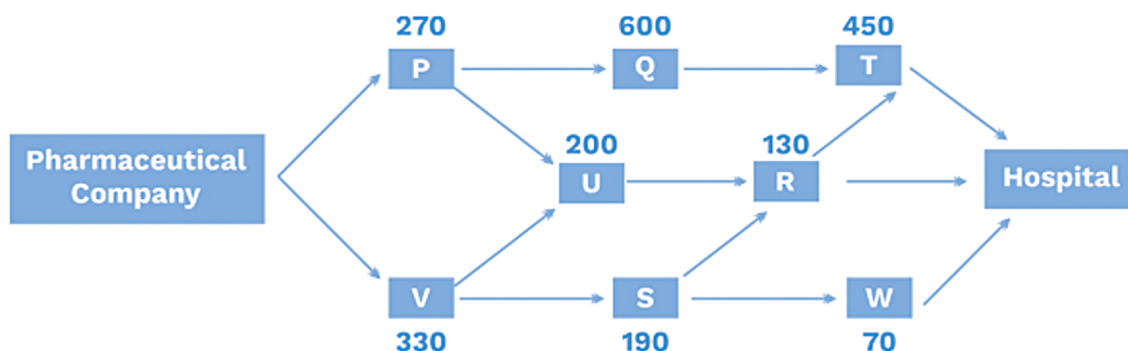 270
600
450
P
Q
T
200
130
Pharmaceutical
Company
U
R
Hospital
V
S
W
330
190
70